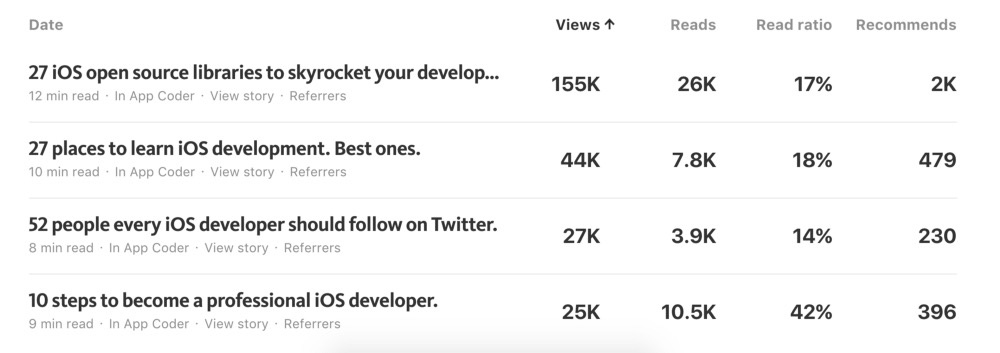 Date Views ↑ Reads Read ratio Recommends
27 iOS open source libraries to skyrocket your develop...
12 min read · In App Coder · View story · Referrers
155K 26K 17% 2K
27 places to learn iOS development. Best ones.
10 min read · In App Coder · View story · Referrers
44K 7.8K 18% 479
52 people every iOS developer should follow on Twitter.
8 min read · In App Coder · View story · Referrers
27K 3.9K 14% 230
10 steps to become a professional iOS developer.
9 min read · In App Coder · View story · Referrers
25K 10.5K 42% 396